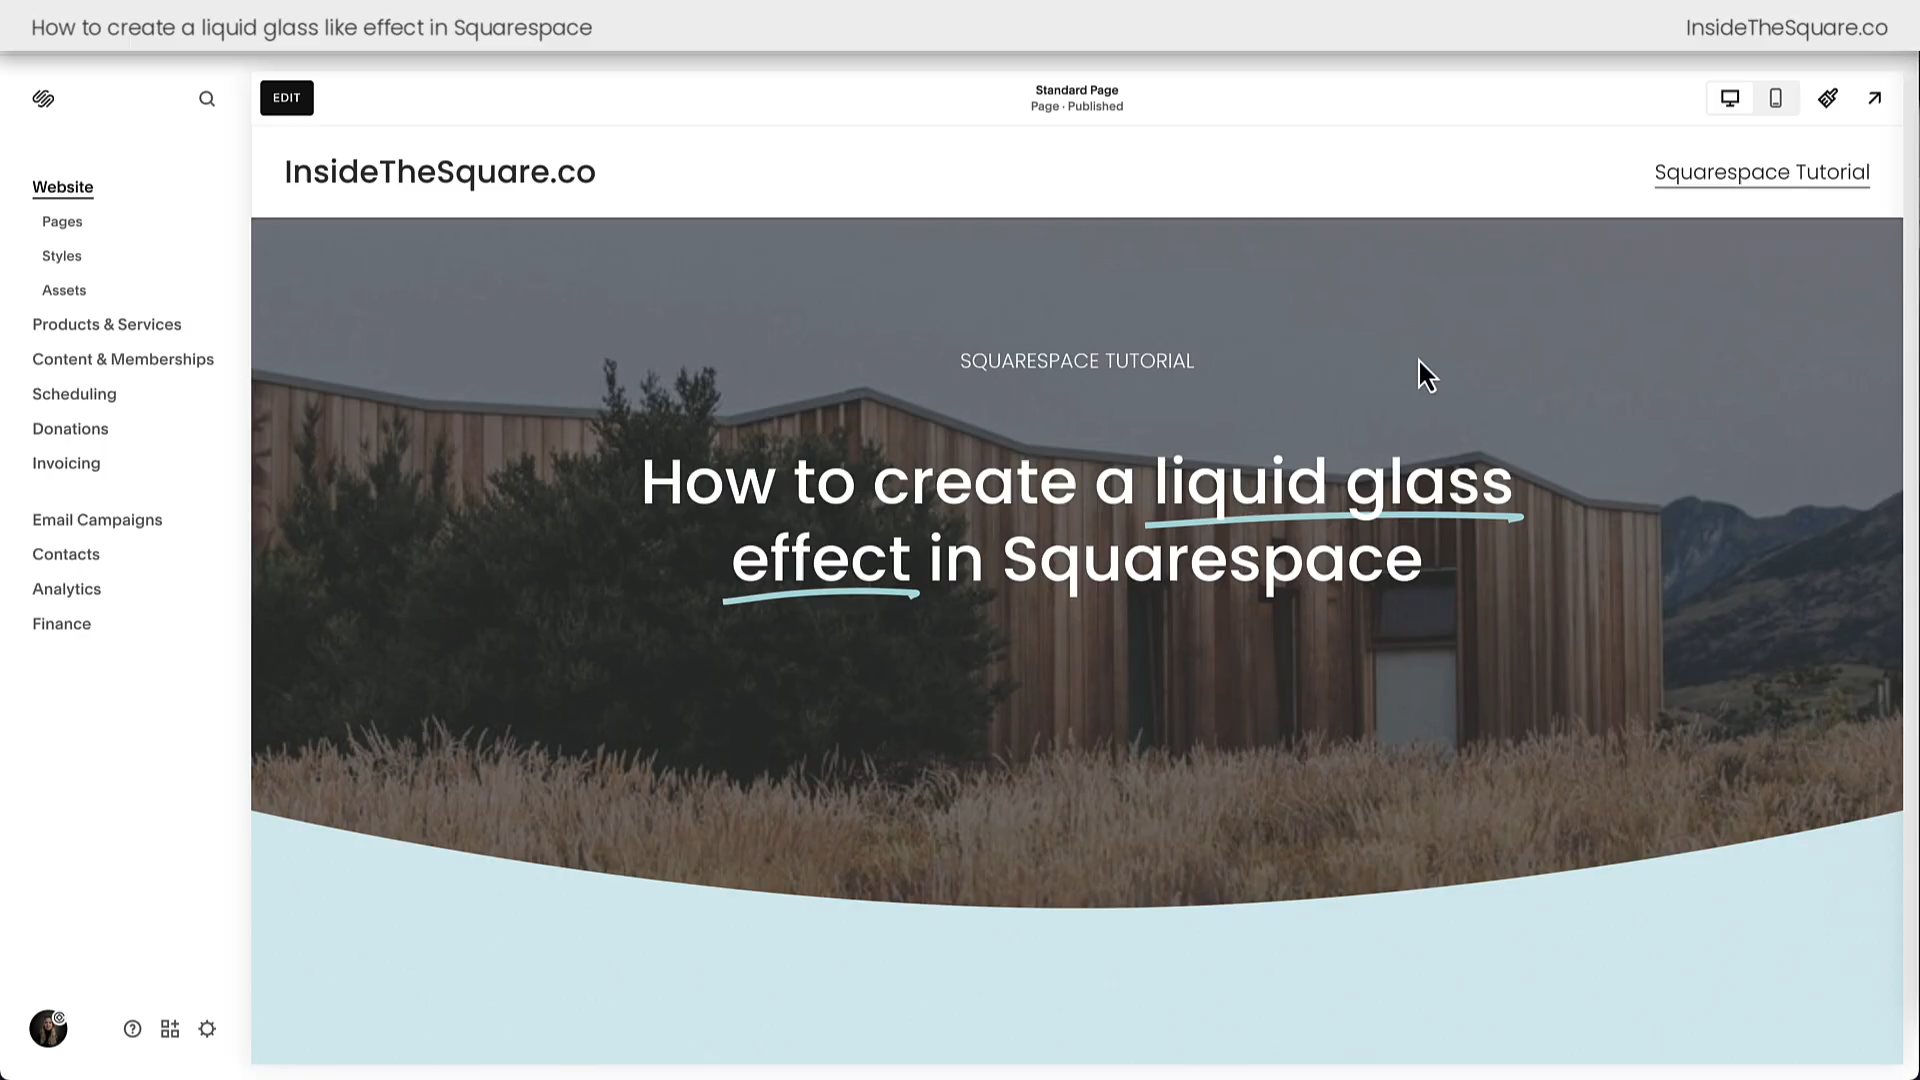 How to create a liquid glass like effect in Squarespace
InsideTheSquare.co
EDIT
Standard Page
Page · Published
Website
Pages
Styles
Assets
Products & Services
Content & Memberships
Scheduling
Donations
Invoicing
Email Campaigns
Contacts
Analytics
Finance
InsideTheSquare.co
Squarespace Tutorial
SQUARESPACE TUTORIAL
How to create a liquid glass
effect in Squarespace